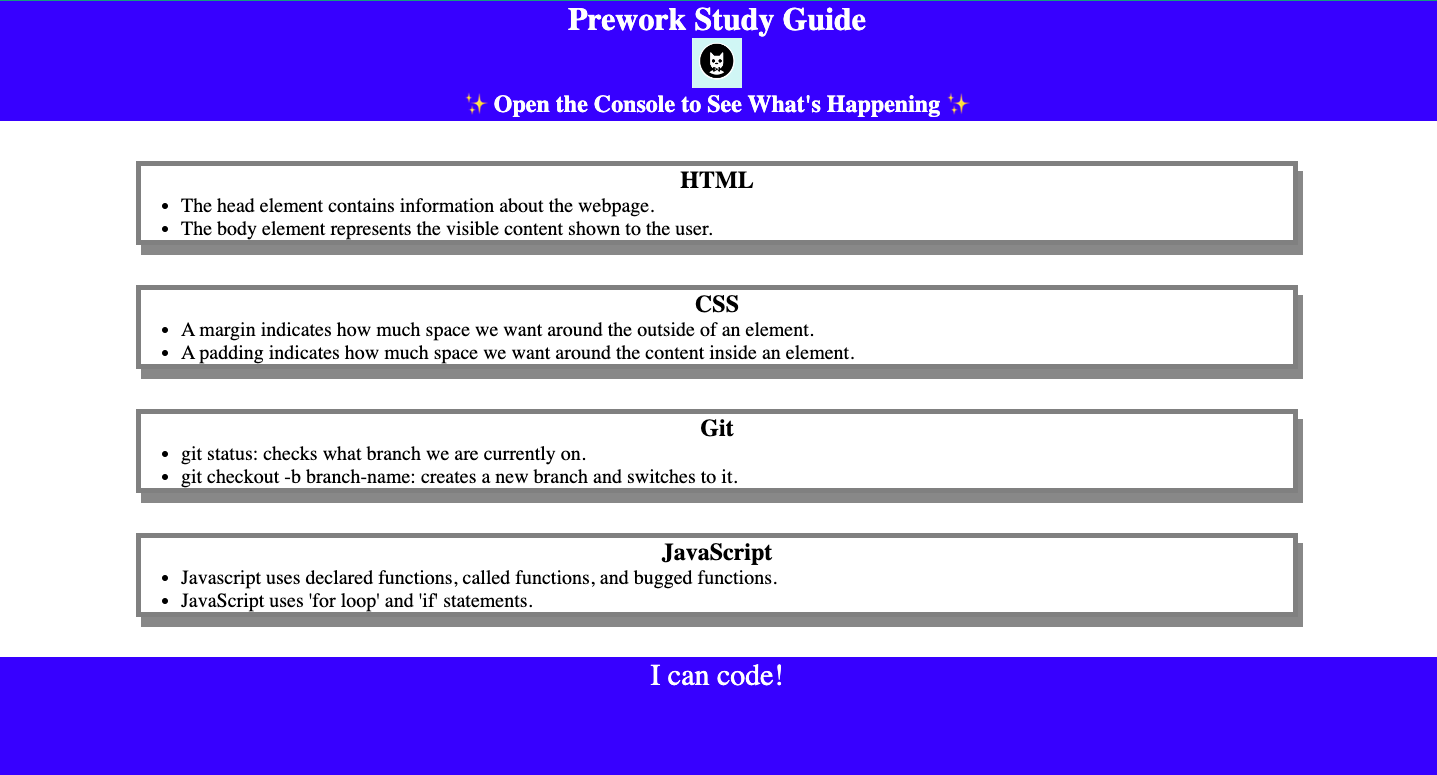 Prework Study Guide
✨ Open the Console to See What's Happening ✨
HTML
• The head element contains information about the webpage.
• The body element represents the visible content shown to the user.
CSS
• A margin indicates how much space we want around the outside of an element.
• A padding indicates how much space we want around the content inside an element.
Git
• git status: checks what branch we are currently on.
• git checkout -b branch-name: creates a new branch and switches to it.
JavaScript
• Javascript uses declared functions, called functions, and bugged functions.
• JavaScript uses 'for loop' and 'if' statements.
I can code!